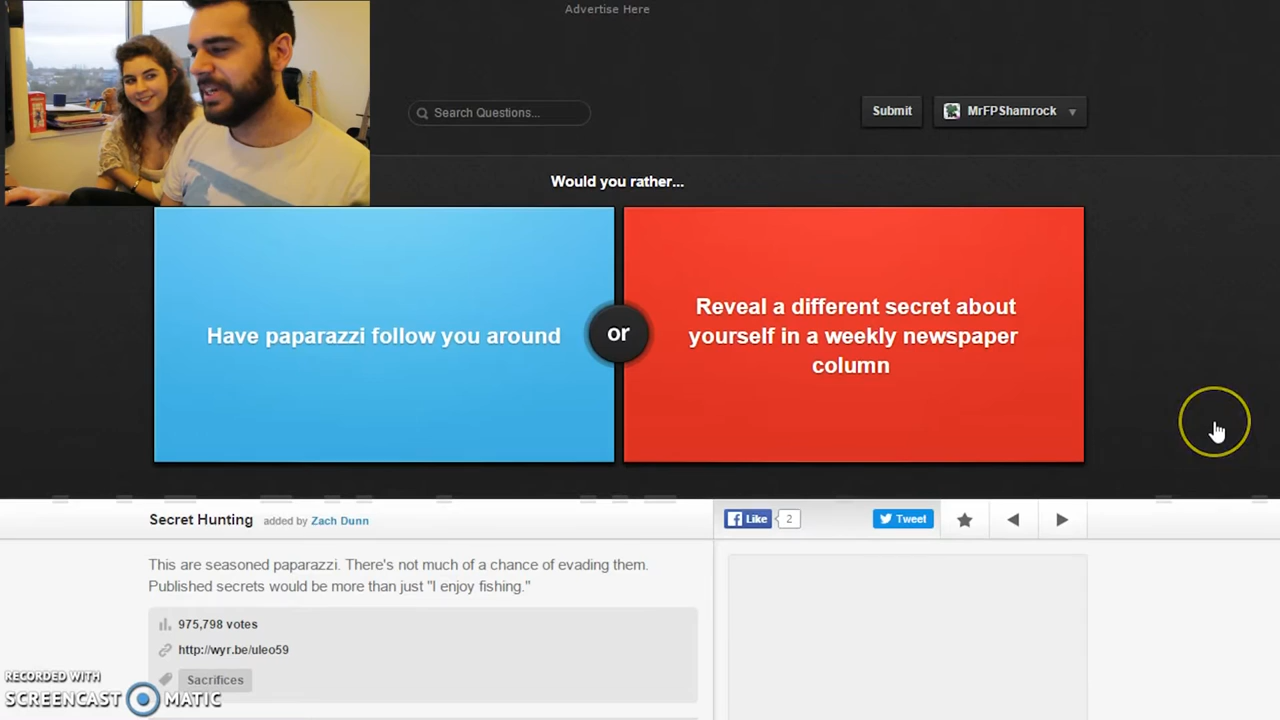 Advertise Here
Search Questions...
Submit
MrFPShamrock
Would you rather...
Have paparazzi follow you around
or
Reveal a different secret about
yourself in a weekly newspaper
column
Secret Hunting added by Zach Dunn
Like 2
Tweet
This are seasoned paparazzi. There's not much of a chance of evading them.
Published secrets would be more than just "I enjoy fishing."
975,798 votes
http://wyr.be/uleo59
Sacrifices
RECORDED WITH
SCREENCAST MATIC